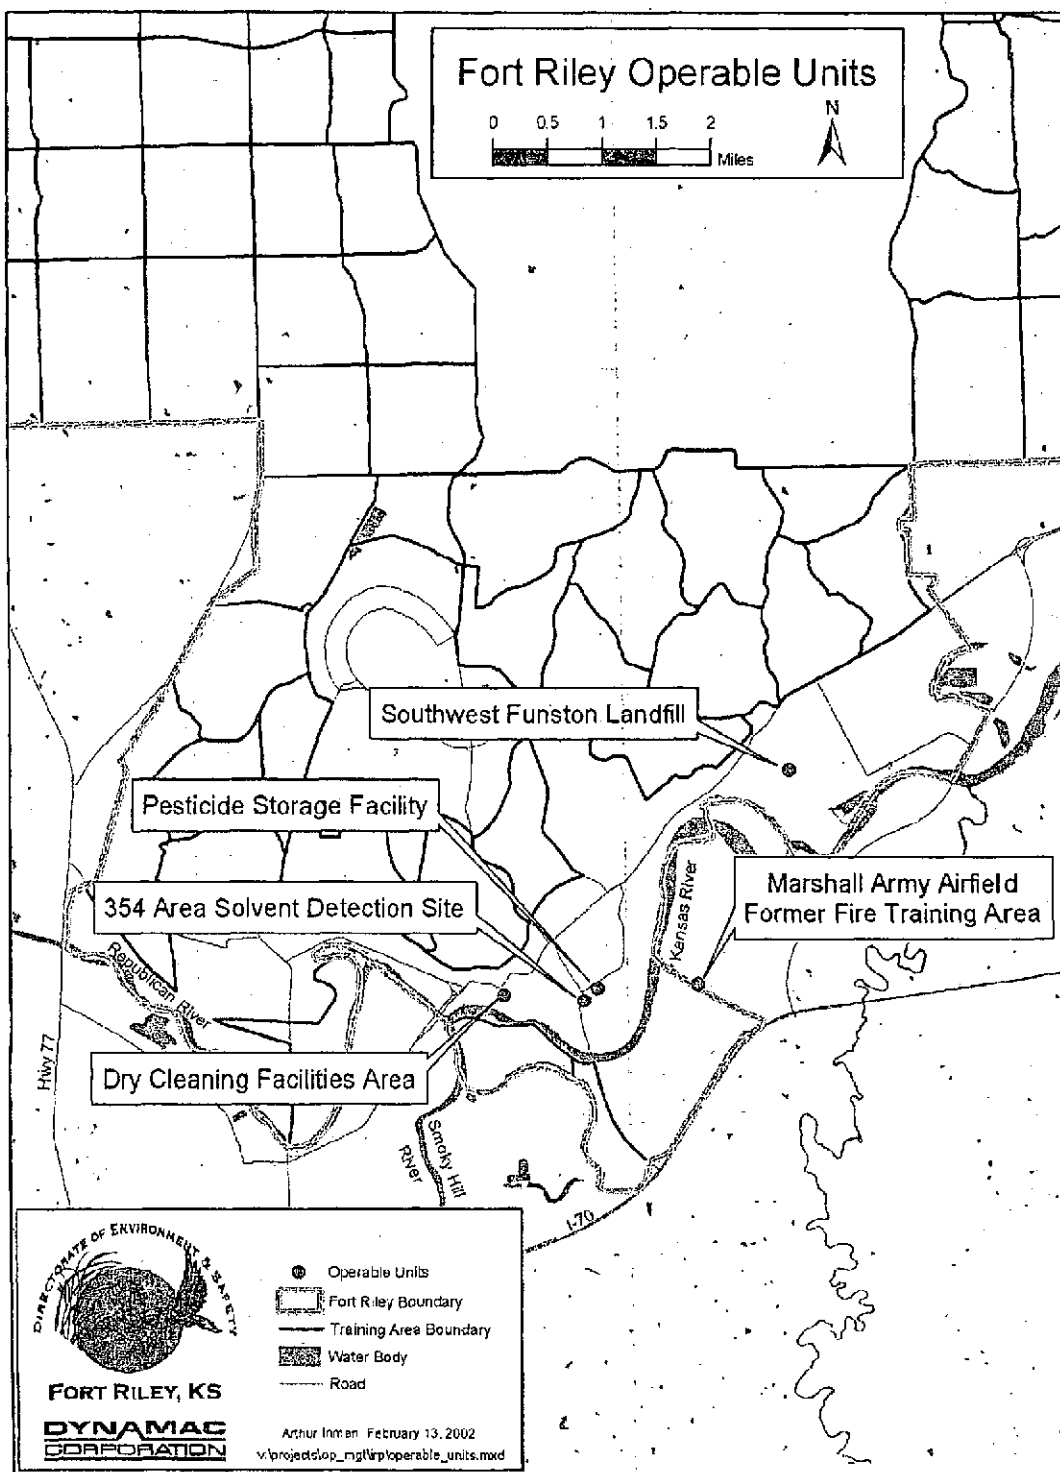 Fort Riley Operable Units
0 0.5 1 1.5 2
Miles
N
Southwest Funston Landfill
Pesticide Storage Facility
354 Area Solvent Detection Site
Marshall Army Airfield
Former Fire Training Area
Kansas River
Republican River
Hwy 77
Dry Cleaning Facilities Area
Smoky Hill
River
I-70
DIRECTORATE OF ENVIRONMENT & SAFETY
FORT RILEY, KS
DYNAMAC
CORPORATION
Operable Units
Fort Riley Boundary
Training Area Boundary
Water Body
Road
Arthur Inman February 13, 2002
v:\projects\op_mgt\irp\operable_units.mxd